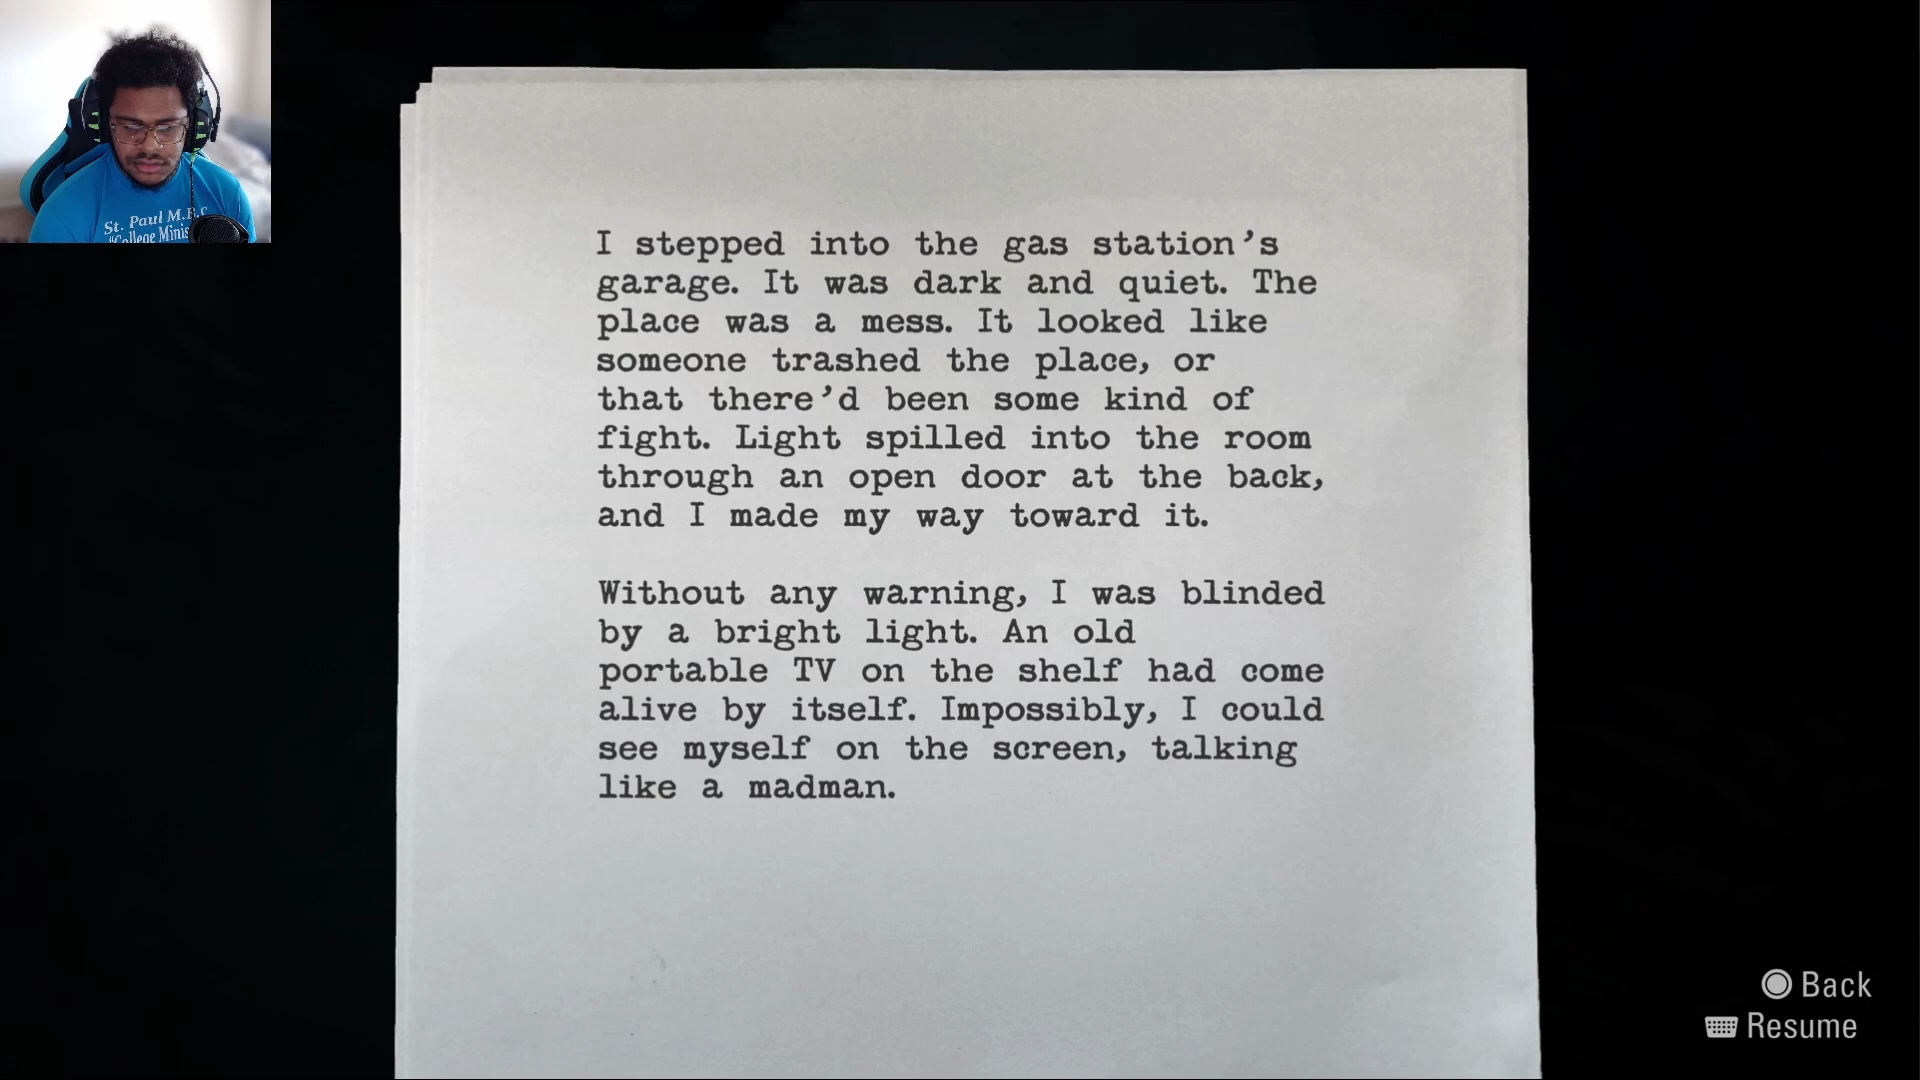 St. Paul M.B.C
"College Minis
I stepped into the gas station's
garage. It was dark and quiet. The
place was a mess. It looked like
someone trashed the place, or
that there'd been some kind of
fight. Light spilled into the room
through an open door at the back,
and I made my way toward it.
Without any warning, I was blinded
by a bright light. An old
portable TV on the shelf had come
alive by itself. Impossibly, I could
see myself on the screen, talking
like a madman.
Back
Resume